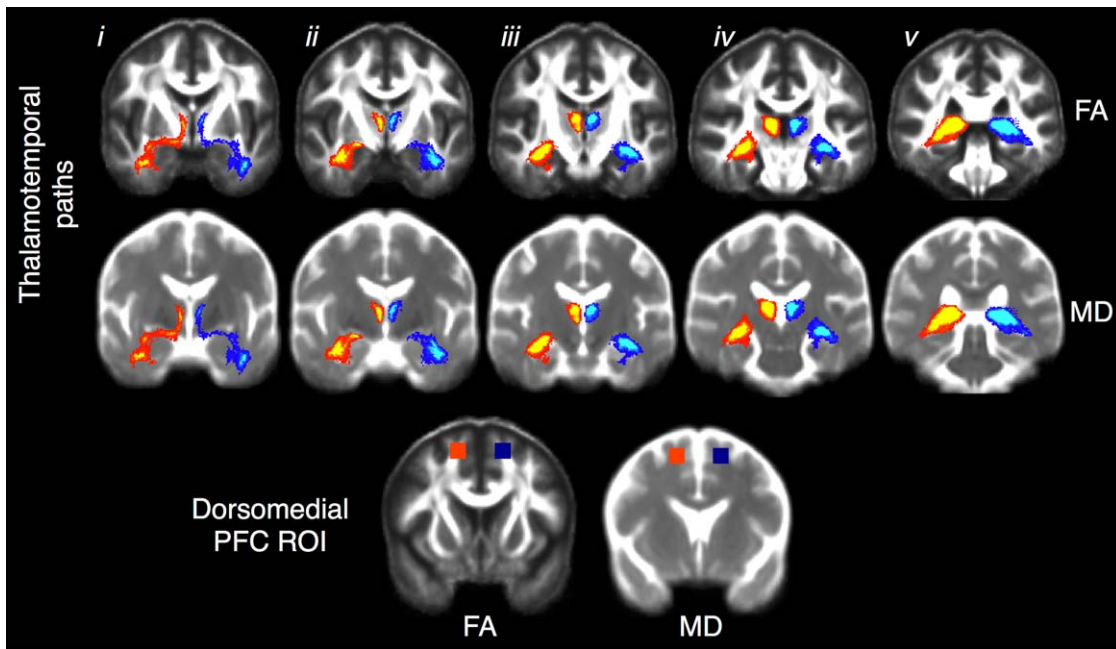 i ii iii iv v
Thalamotemporal
paths
FA
MD
Dorsomedial
PFC ROI
FA MD